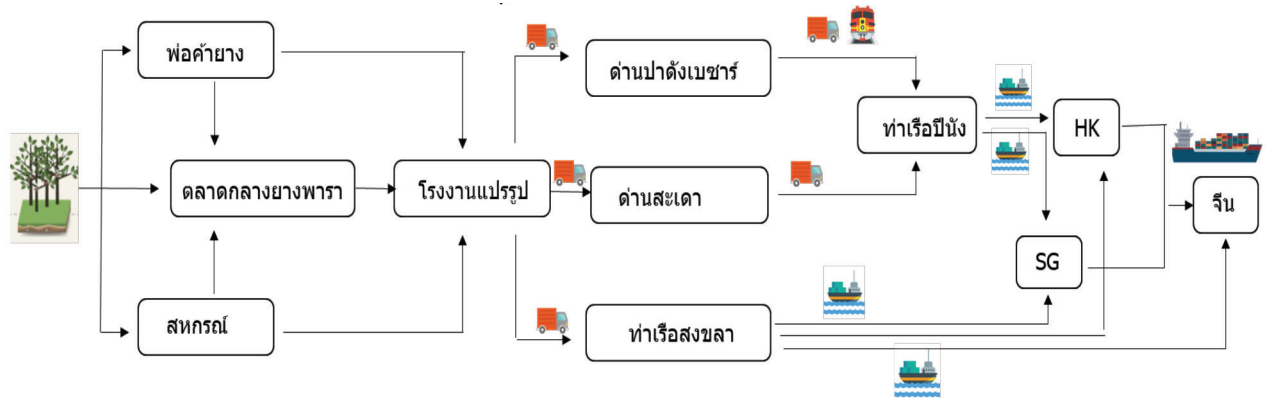 พ่อค้ายาง
ตลาดกลางยางพารา
สหกรณ์
โรงงานแปรรูป
ด่านปาดังเบซาร์
ด่านสะเดา
ท่าเรือสงขลา
ท่าเรือปีนัง
HK
SG
จีน